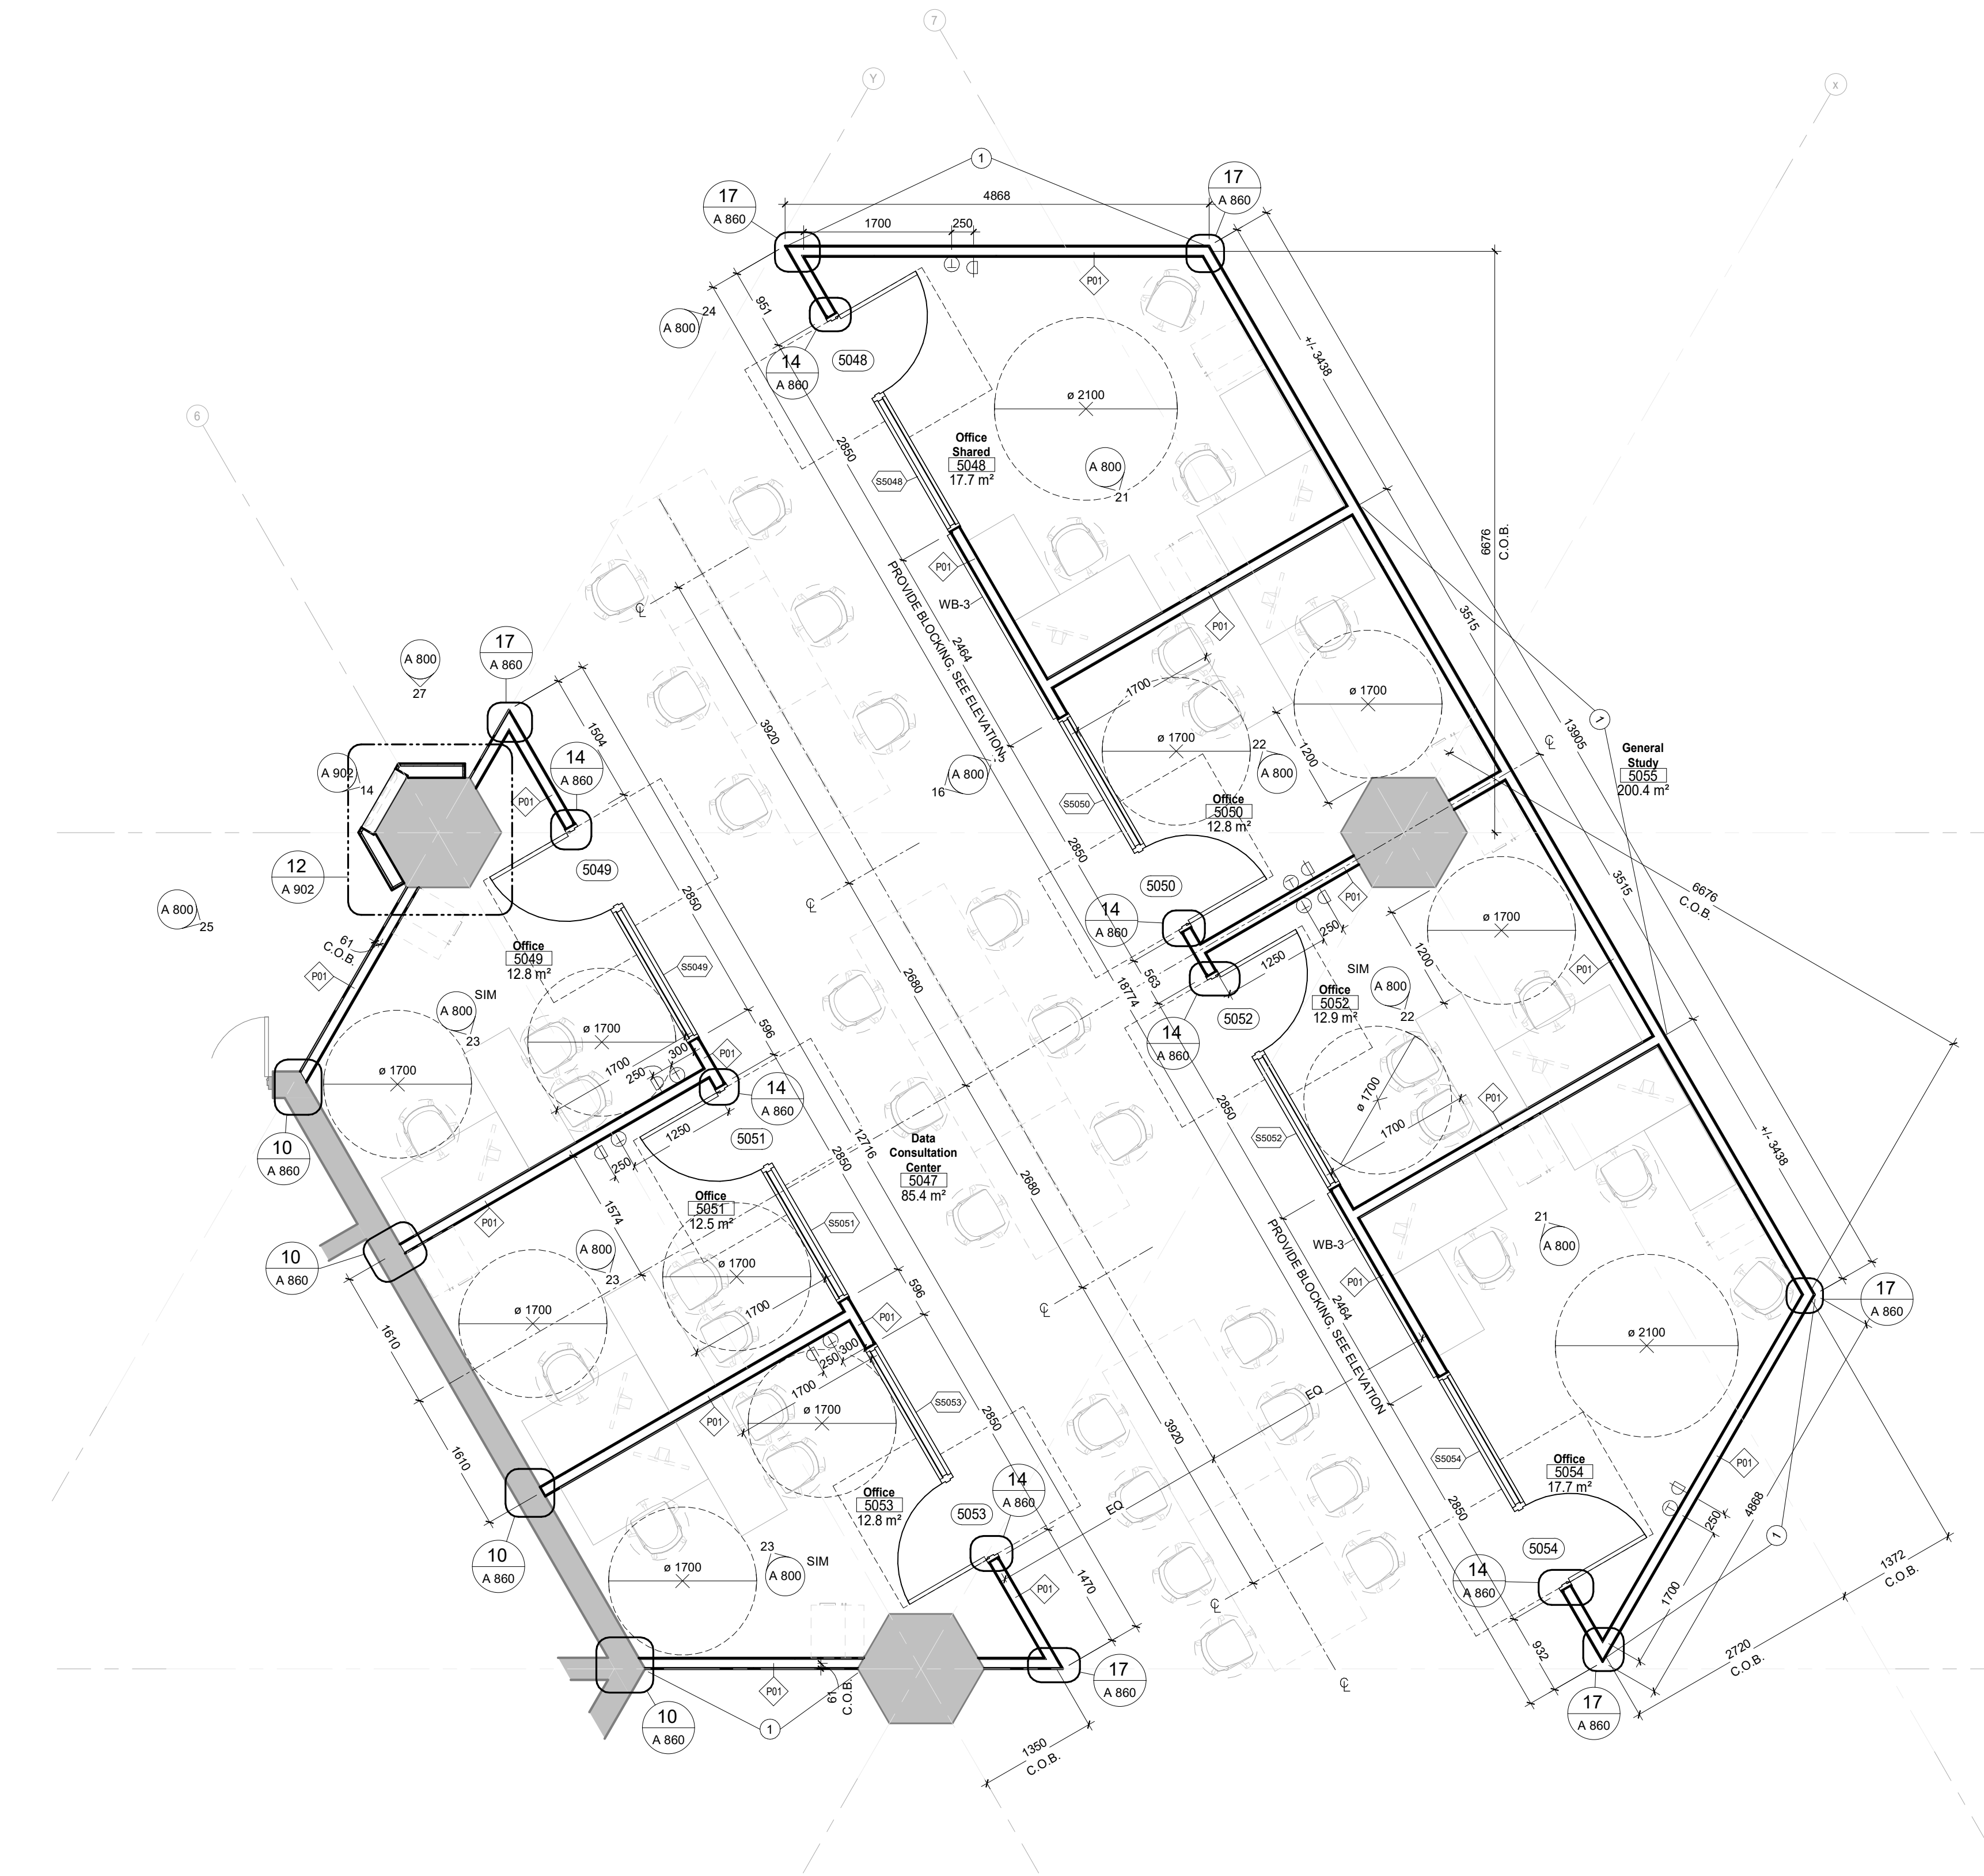 7
Y
x
6
1
17
A 860
17
A 860
4868
1700
250
P01
951
24
A 800
14
A 860
5048
+/- 3438
ø 2100
2850
Office
Shared
5048
17.7 m²
A 800
21
S5048
6676
C.O.B.
P01
PROVIDE BLOCKING, SEE ELEVATION
WB-3
2464
P01
3515
A 800
27
17
A 860
1504
3920
1700
ø 1700
ø 1700
1200
22
A 800
1
13905
General
Study
5055
200.4 m²
A 902
14
14
A 860
P01
16
A 800
S5050
Office
5050
12.8 m²
12
A 902
5049
2850
2850
5050
14
A 860
P01
3515
6676
C.O.B.
A 800
25
61
C.O.B.
P01
Office
5049
12.8 m²
S5049
2680
250
1250
ø 1700
1200
P01
563
18774
SIM
A 800
22
Office
5052
12.9 m²
A 800
SIM
23
596
5052
14
A 860
ø 1700
1700
300
250
P01
ø 1700
14
A 860
1250
5051
250
12716
2850
Data
Consultation
Center
5047
85.4 m²
2850
S5052
ø 1700
1700
P01
+/- 3438
10
A 860
P01
1574
Office
5051
12.5 m²
S5051
2680
10
A 860
A 800
23
ø 1700
1700
596
P01
PROVIDE BLOCKING, SEE ELEVATION
WB-3
P01
2464
21
A 800
17
A 860
1610
ø 1700
300
250
1700
P01
ø 1700
S5053
2850
EQ
ø 2100
3920
1610
Office
5053
12.8 m²
5053
14
A 860
EQ
S5054
Office
5054
17.7 m²
P01
2850
4868
250
1
10
A 860
ø 1700
23
A 800
SIM
1470
P01
5054
14
A 860
1700
1372
C.O.B.
932
2720
C.O.B.
P01
61
C.O.B.
17
A 860
10
A 860
1
17
A 860
1350
C.O.B.